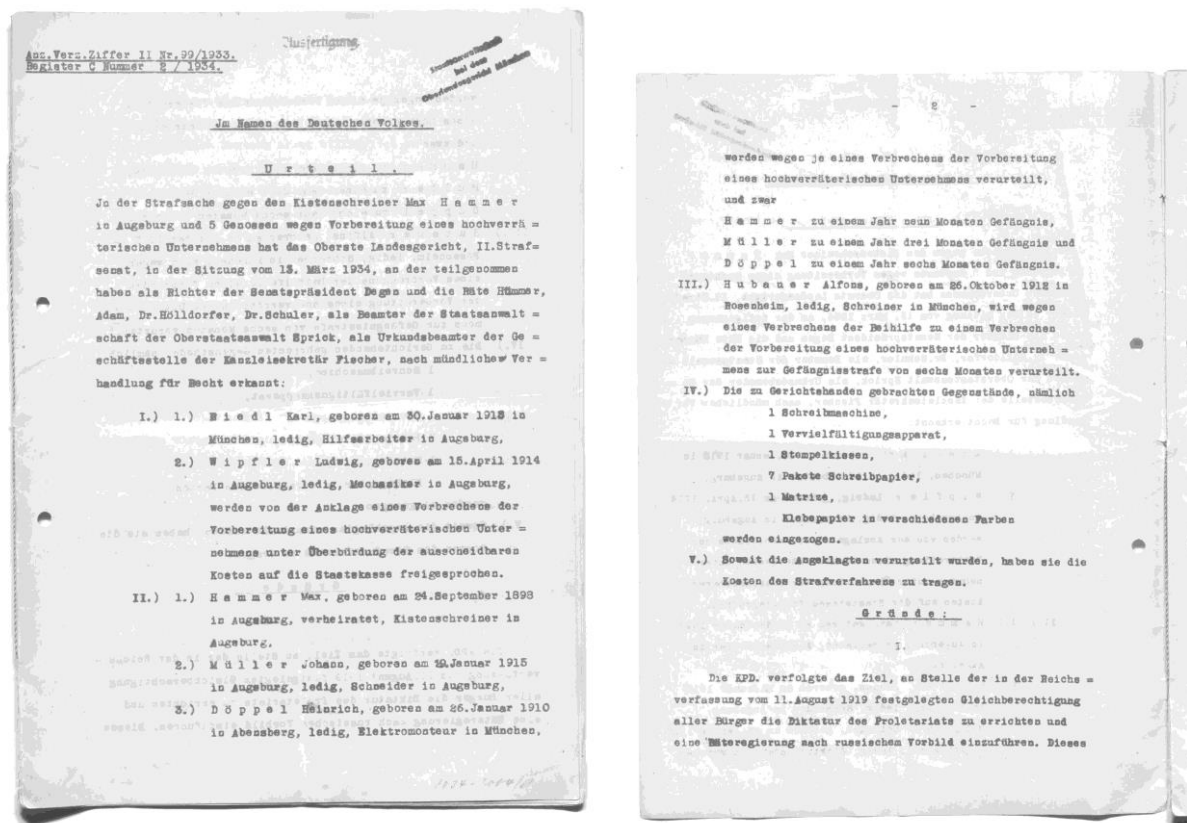 Ausfertigung.
Anz.Verz.Ziffer II Nr.99/1933.
Register C Nummer 2 / 1934.
Staatsanwaltschaft
bei dem
Obersten Landesgericht München
Jm Namen des Deutschen Volkes.
U r t e i l .
Jn der Strafsache gegen den Kistenschreiner Max H a m m e r
in Augsburg und 5 Genossen wegen Vorbereitung eines hochverrä =
terischen Unternehmens hat das Oberste Landesgericht, II.Straf=
senat, in der Sitzung vom 13. März 1934, an der teilgenommen
haben als Richter der Senatspräsident Degen und die Räte Hümmer,
Adam, Dr.Hölldorfer, Dr.Schuler, als Beamter der Staatsanwalt =
schaft der Oberstaatsanwalt Sprick, als Urkundsbeamter der Ge =
schäftsstelle der Kanzleisekretär Fischer, nach mündlicher Ver =
handlung für Recht erkannt:
I.) 1.) R i e d l Karl, geboren am 30.Januar 1913 in
München, ledig, Hilfsarbeiter in Augsburg,
2.) W i p f l e r Ludwig, geboren am 15.April 1914
in Augsburg, ledig, Mechaniker in Augsburg,
werden von der Anklage eines Verbrechens der
Vorbereitung eines hochverräterischen Unter =
nehmens unter Überbürdung der ausscheidbaren
Kosten auf die Staatskasse freigesprochen.
II.) 1.) H a m m e r Max, geboren am 24.September 1898
in Augsburg, verheiratet, Kistenschreiner in
Augsburg,
2.) M ü l l e r Johann, geboren am 19.Januar 1915
in Augsburg, ledig, Schneider in Augsburg,
3.) D ö p p e l Heinrich, geboren am 26.Januar 1910
in Abensberg, ledig, Elektromonteur in München,
- 2 -
werden wegen je eines Verbrechens der Vorbereitung
eines hochverräterischen Unternehmens verurteilt,
und zwar
H a m m e r zu einem Jahr neun Monaten Gefängnis,
M ü l l e r zu einem Jahr drei Monaten Gefängnis und
D ö p p e l zu einem Jahr sechs Monaten Gefängnis.
III.) H u b a u e r Alfons, geboren am 26.Oktober 1912 in
Rosenheim, ledig, Schreiner in München, wird wegen
eines Verbrechens der Beihilfe zu einem Verbrechen
der Vorbereitung eines hochverräterischen Unterneh =
mens zur Gefängnisstrafe von sechs Monaten verurteilt.
IV.) Die zu Gerichtshanden gebrachten Gegenstände, nämlich
1 Schreibmaschine,
1 Vervielfältigungsapparat,
1 Stempelkissen,
7 Pakete Schreibpapier,
1 Matrize,
Klebepapier in verschiedenen Farben
werden eingezogen.
V.) Soweit die Angeklagten verurteilt wurden, haben sie die
Kosten des Strafverfahrens zu tragen.
G r ü n d e :
I.
Die KPD. verfolgte das Ziel, an Stelle der in der Reichs =
verfassung vom 11.August 1919 festgelegten Gleichberechtigung
aller Bürger die Diktatur des Proletariats zu errichten und
eine Räteregierung nach russischem Vorbild einzuführen. Dieses